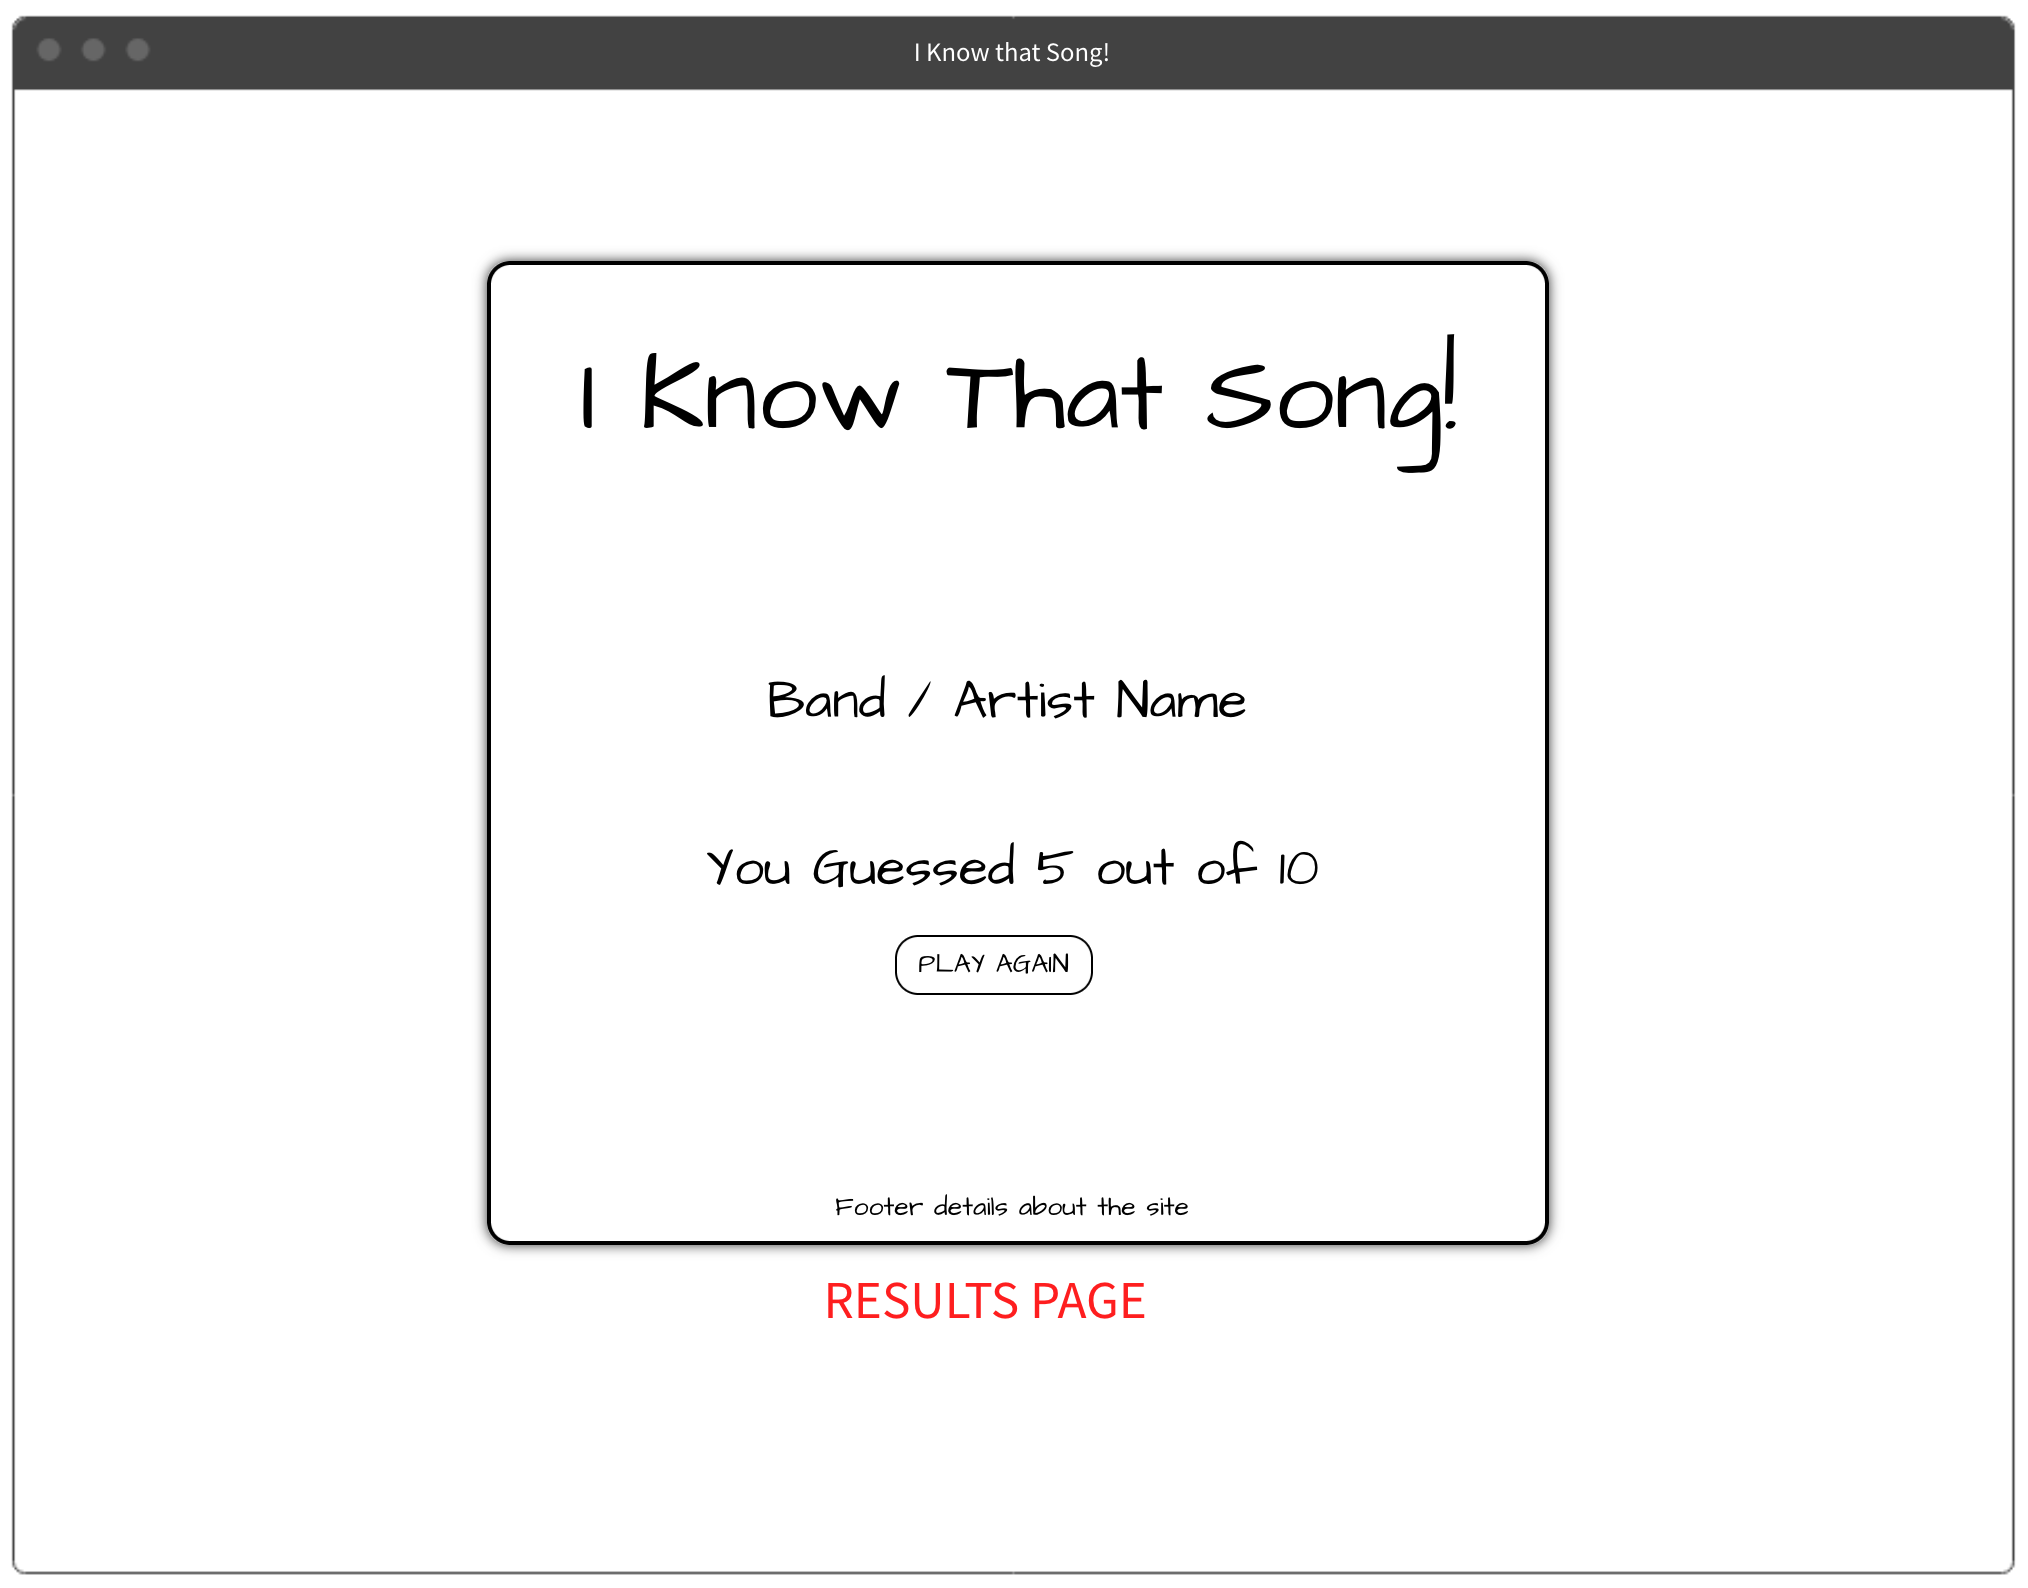 I Know that Song!
I Know That Song!
Band / Artist Name
You Guessed 5 out of 10
PLAY AGAIN
Footer details about the site
RESULTS PAGE